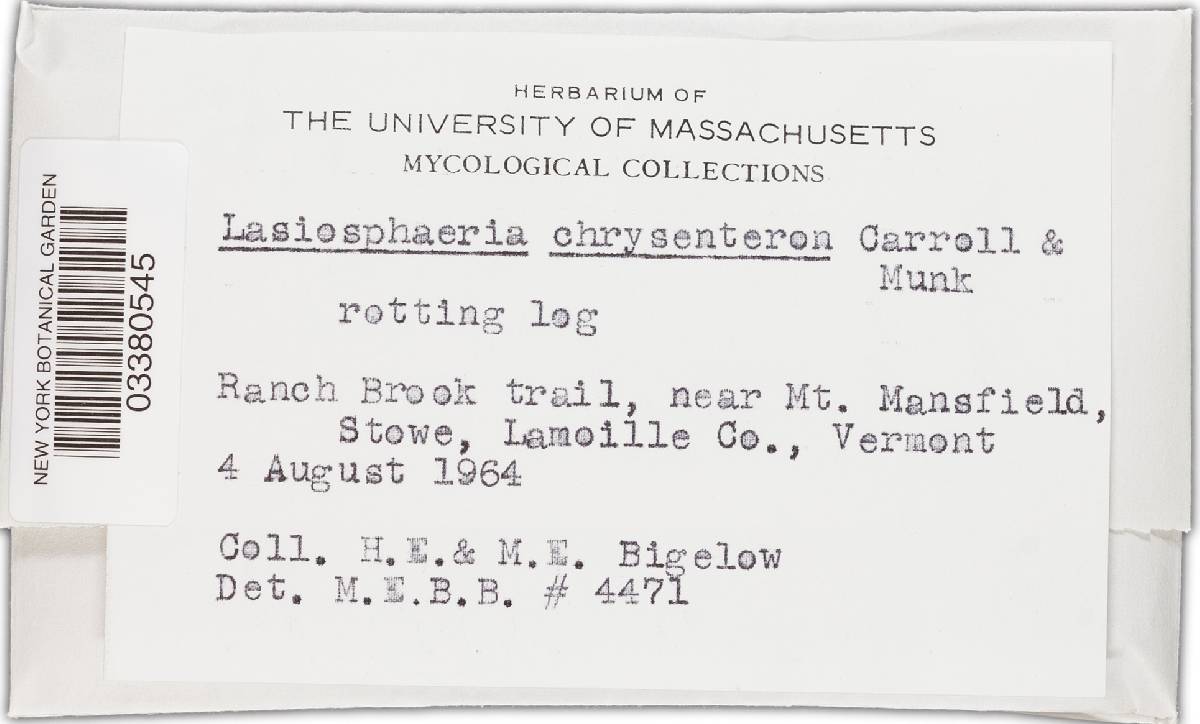 HERBARIUM OF
THE UNIVERSITY OF MASSACHUSETTS
MYCOLOGICAL COLLECTIONS
Lasiosphaeria chrysenteron Carroll &
Munk
rotting log
Ranch Brook trail, near Mt. Mansfield,
Stowe, Lamoille Co., Vermont
4 August 1964
Coll. H.E.& M.E. Bigelow
Det. M.E.B.B. # 4471
NEW YORK BOTANICAL GARDEN
03380545